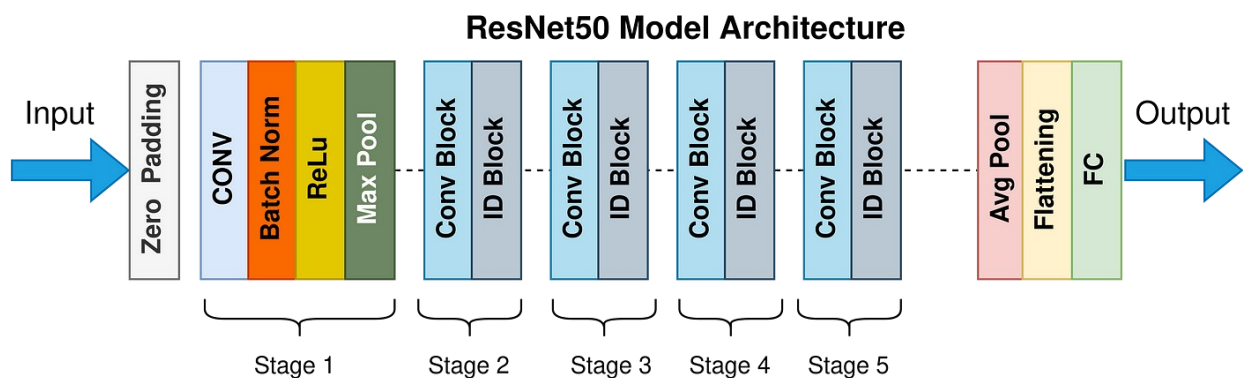 ResNet50 Model Architecture
Input
Zero Padding
CONV
Batch Norm
ReLu
Max Pool
Conv Block
ID Block
Conv Block
ID Block
Conv Block
ID Block
Conv Block
ID Block
Avg Pool
Flattening
FC
Output
Stage 1
Stage 2
Stage 3
Stage 4
Stage 5